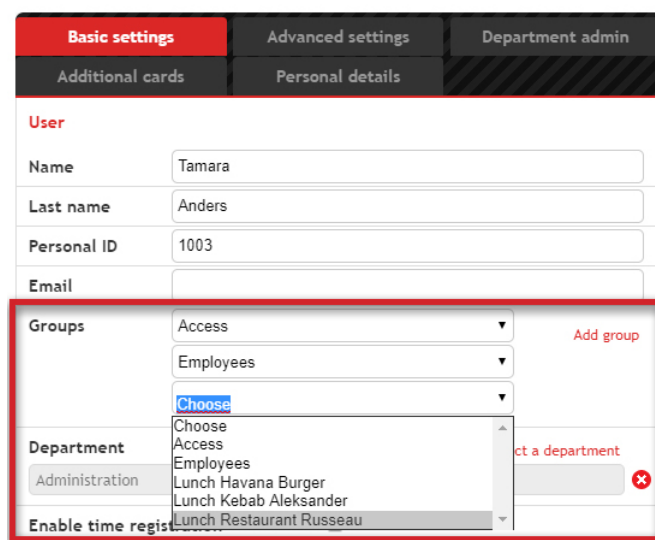 Basic settings Advanced settings Department admin
Additional cards Personal details
User
Name Tamara
Last name Anders
Personal ID 1003
Email
Groups Access Add group
Employees
Choose
Choose
Access
Employees
Lunch Havana Burger
Lunch Kebab Aleksander
Lunch Restaurant Russeau
Department ct a department
Administration
Enable time regis